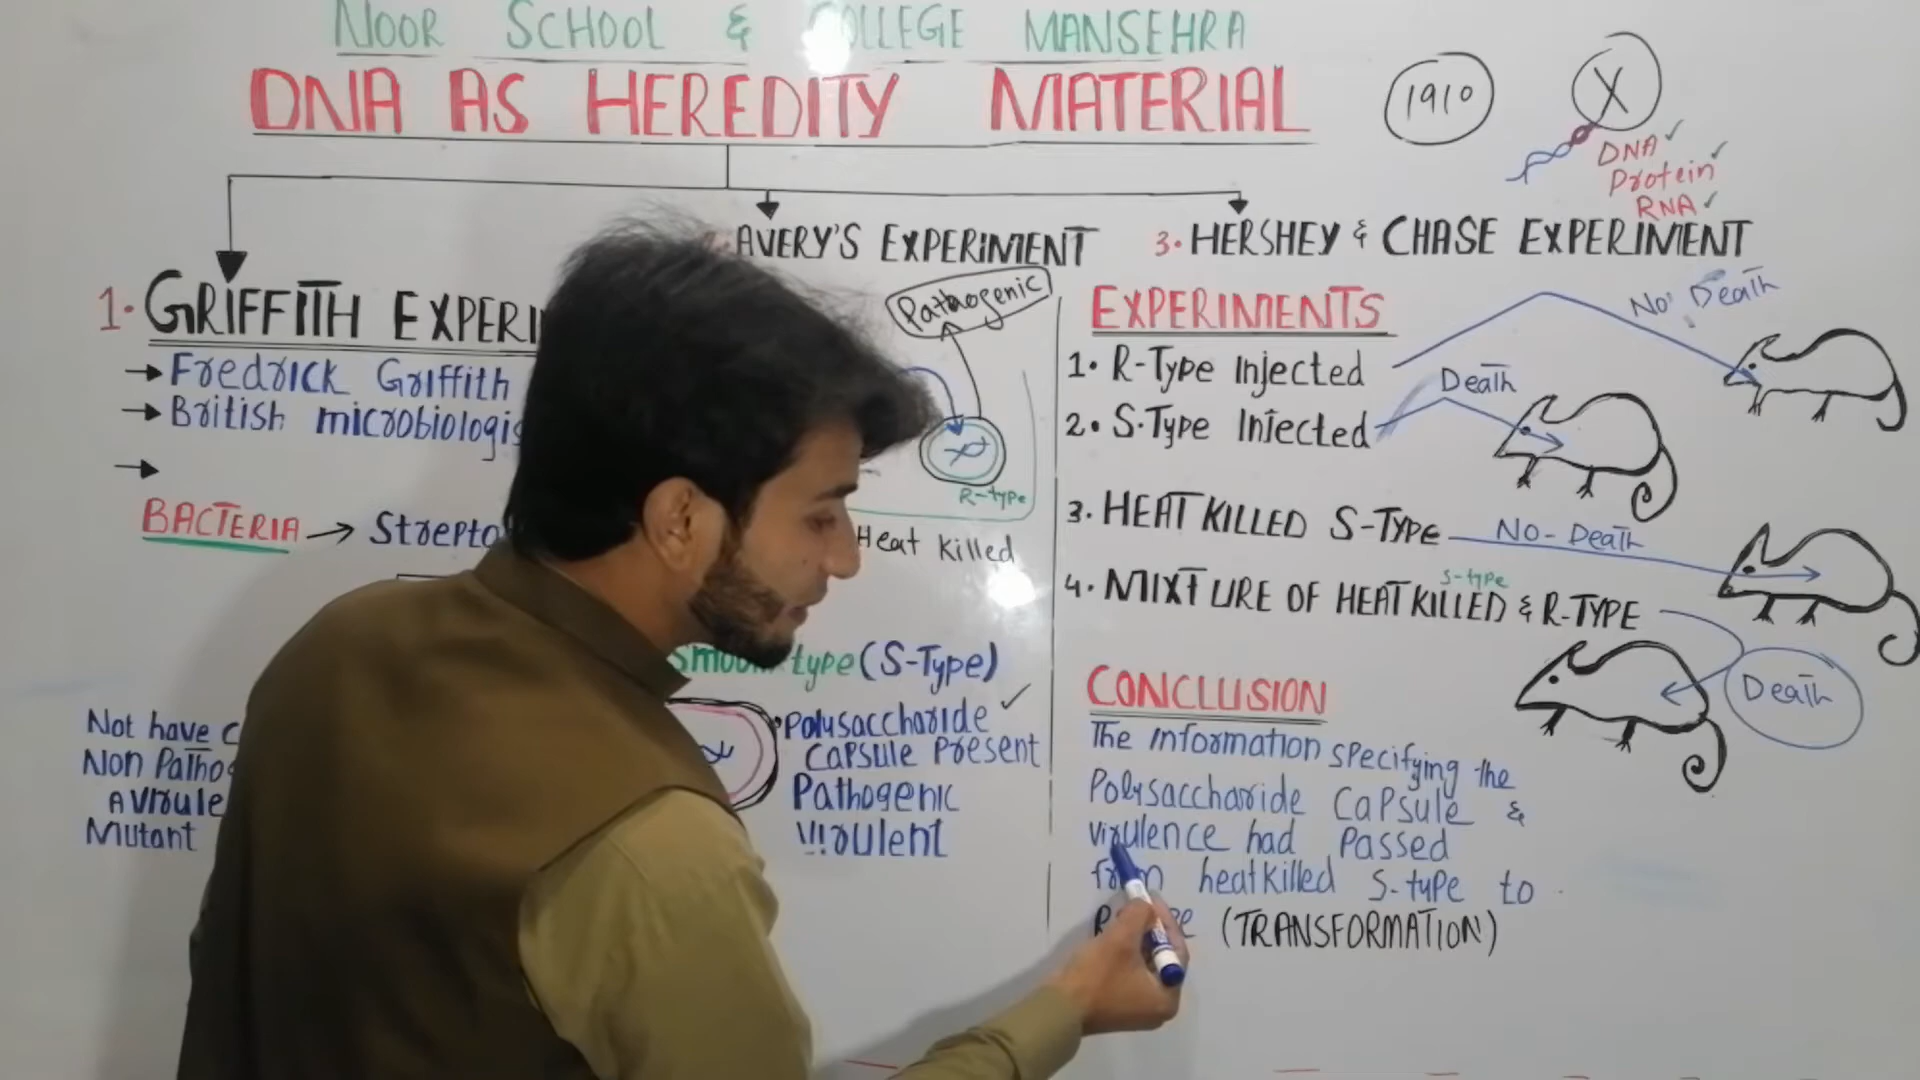 NOOR SCHOOL & COLLEGE MANSEHRA
DNA AS HEREDITY MATERIAL
1910
X
DNA ✓
Protein ✓
RNA ✓
AVERY'S EXPERIMENT
3. HERSHEY & CHASE EXPERIMENT
1. GRIFFITH EXPERI
→ Fredrick Griffith
→ British microbiologis
→
BACTERIA → Strepto
Pathogenic
R-type
Heat Killed
Smooth type (S-Type)
Not have c
Non Patho
Avirule
Mutant
Polysaccharide ✓
Capsule Present
Pathogenic
Virulent
EXPERIMENTS
1. R-Type Injected
No Death
2. S-Type Injected
Death
3. HEAT KILLED S-TYPE
NO-Death
S-type
4. MIXTURE OF HEAT KILLED & R-TYPE
Death
CONCLUSION
The information specifying the
Polysaccharide Capsule &
virulence had Passed
from heatkilled S-type to
(TRANSFORMATION)